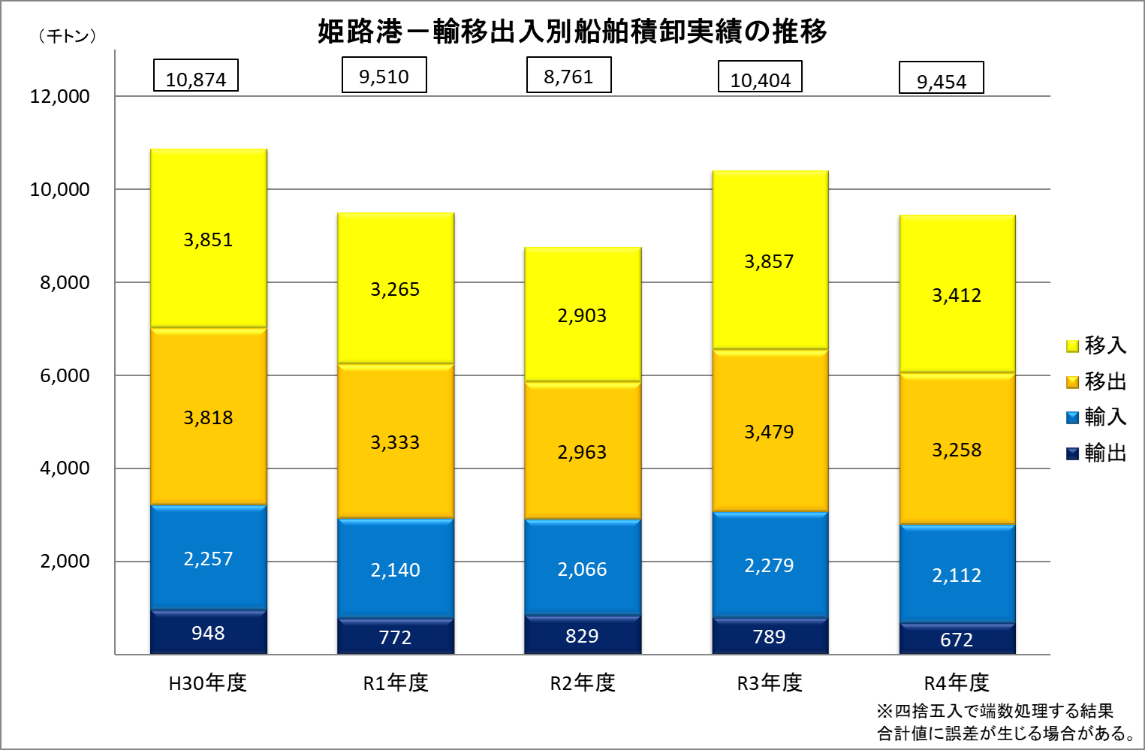 姫路港－輸移出入別船舶積卸実績の推移
（千トン）
10,874 9,510 8,761 10,404 9,454
12,000
10,000
8,000
6,000
4,000
2,000
3,851 3,265 2,903 3,857 3,412
3,818 3,333 2,963 3,479 3,258
2,257 2,140 2,066 2,279 2,112
948 772 829 789 672
H30年度 R1年度 R2年度 R3年度 R4年度
移入
移出
輸入
輸出
※四捨五入で端数処理する結果
合計値に誤差が生じる場合がある。